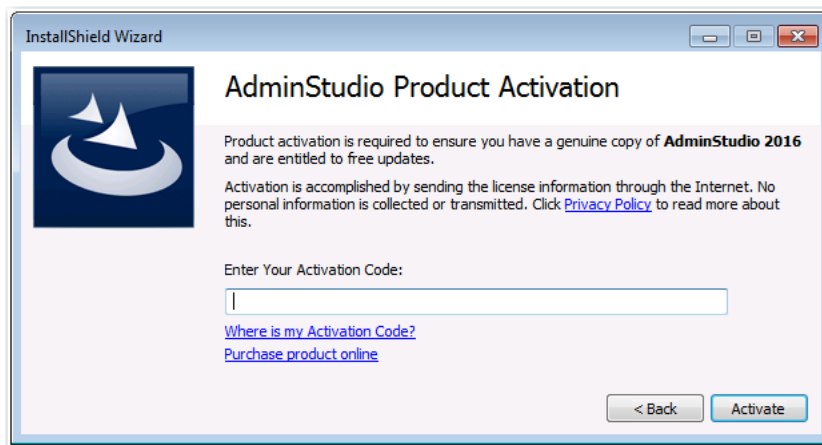 InstallShield Wizard
AdminStudio Product Activation
Product activation is required to ensure you have a genuine copy of AdminStudio 2016
and are entitled to free updates.
Activation is accomplished by sending the license information through the Internet. No
personal information is collected or transmitted. Click Privacy Policy to read more about
this.
Enter Your Activation Code:
Where is my Activation Code?
Purchase product online
< Back
Activate